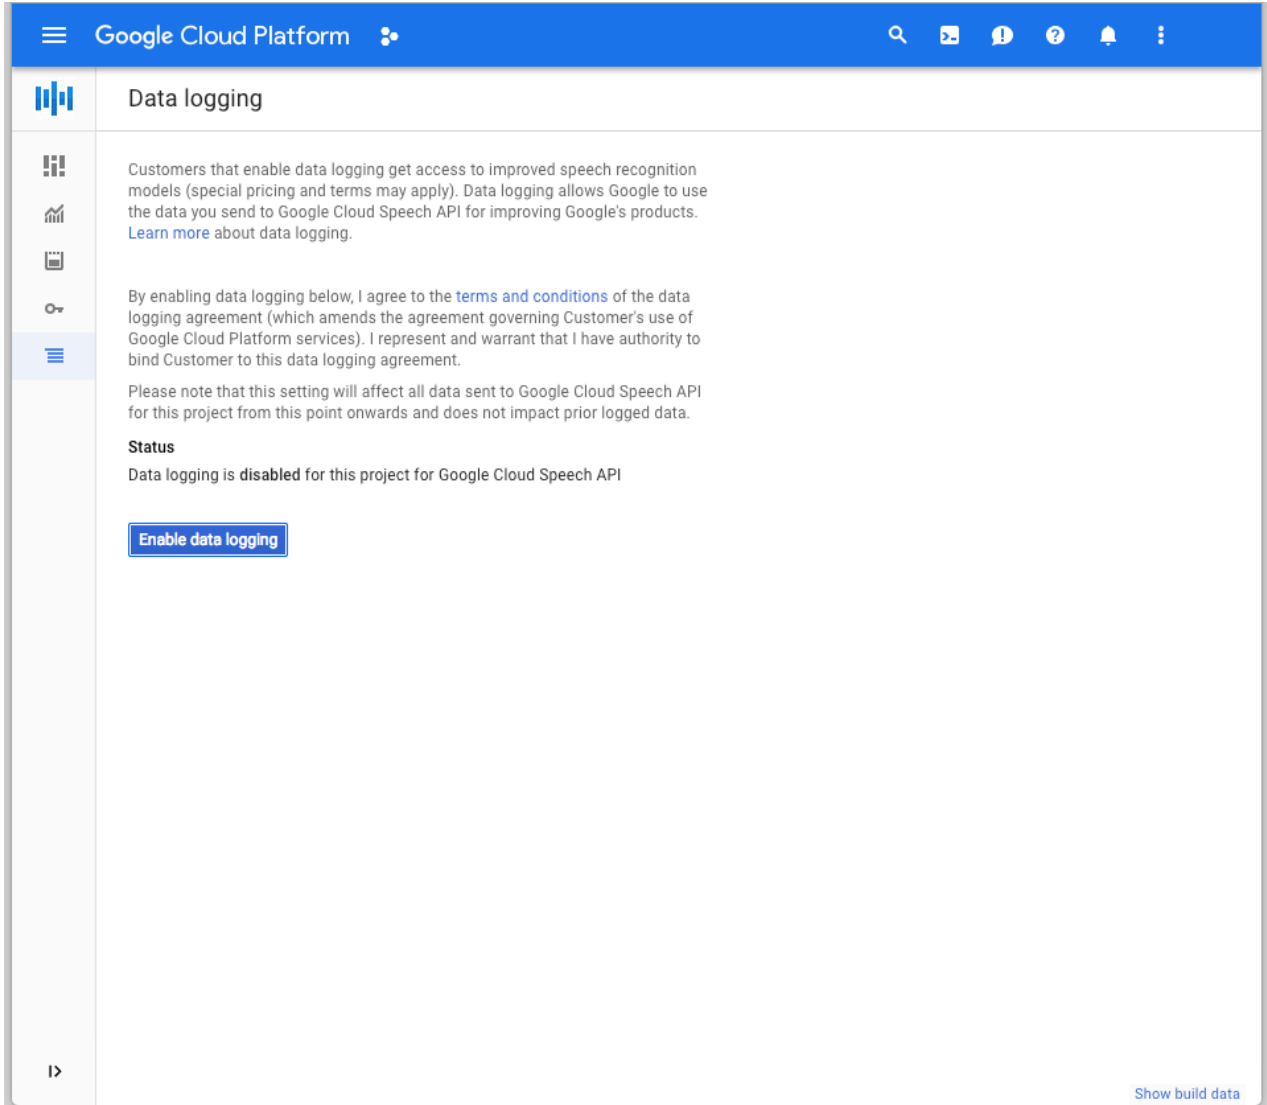 Google Cloud Platform
Data logging
Customers that enable data logging get access to improved speech recognition
models (special pricing and terms may apply). Data logging allows Google to use
the data you send to Google Cloud Speech API for improving Google's products.
Learn more about data logging.
By enabling data logging below, I agree to the terms and conditions of the data
logging agreement (which amends the agreement governing Customer's use of
Google Cloud Platform services). I represent and warrant that I have authority to
bind Customer to this data logging agreement.
Please note that this setting will affect all data sent to Google Cloud Speech API
for this project from this point onwards and does not impact prior logged data.
Status
Data logging is disabled for this project for Google Cloud Speech API
Enable data logging
Show build data